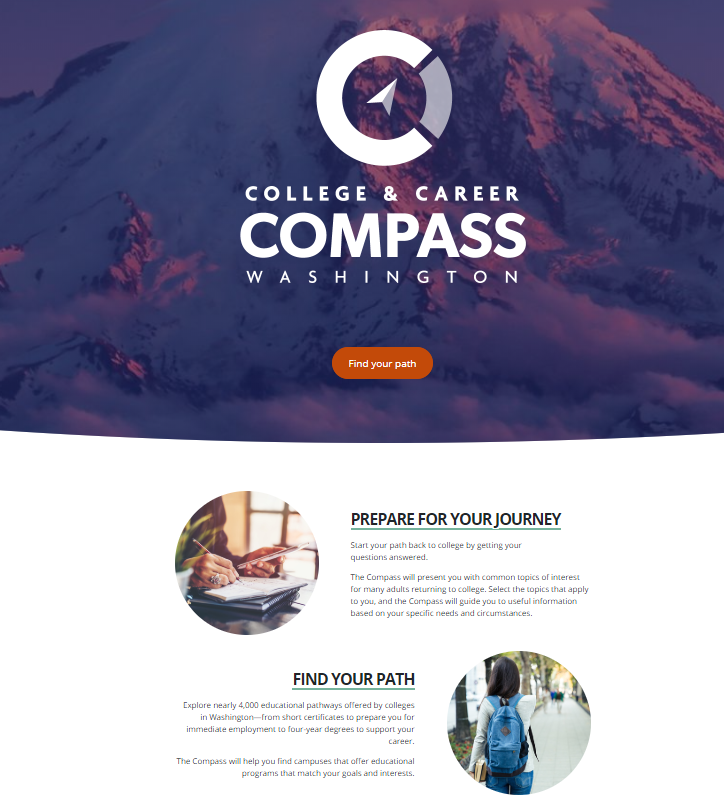 COLLEGE & CAREER
COMPASS
WASHINGTON
Find your path
PREPARE FOR YOUR JOURNEY
Start your path back to college by getting your
questions answered.
The Compass will present you with common topics of interest
for many adults returning to college. Select the topics that apply
to you, and the Compass will guide you to useful information
based on your specific needs and circumstances.
FIND YOUR PATH
Explore nearly 4,000 educational pathways offered by colleges
in Washington—from short certificates to prepare you for
immediate employment to four-year degrees to support your
career.
The Compass will help you find campuses that offer educational
programs that match your goals and interests.